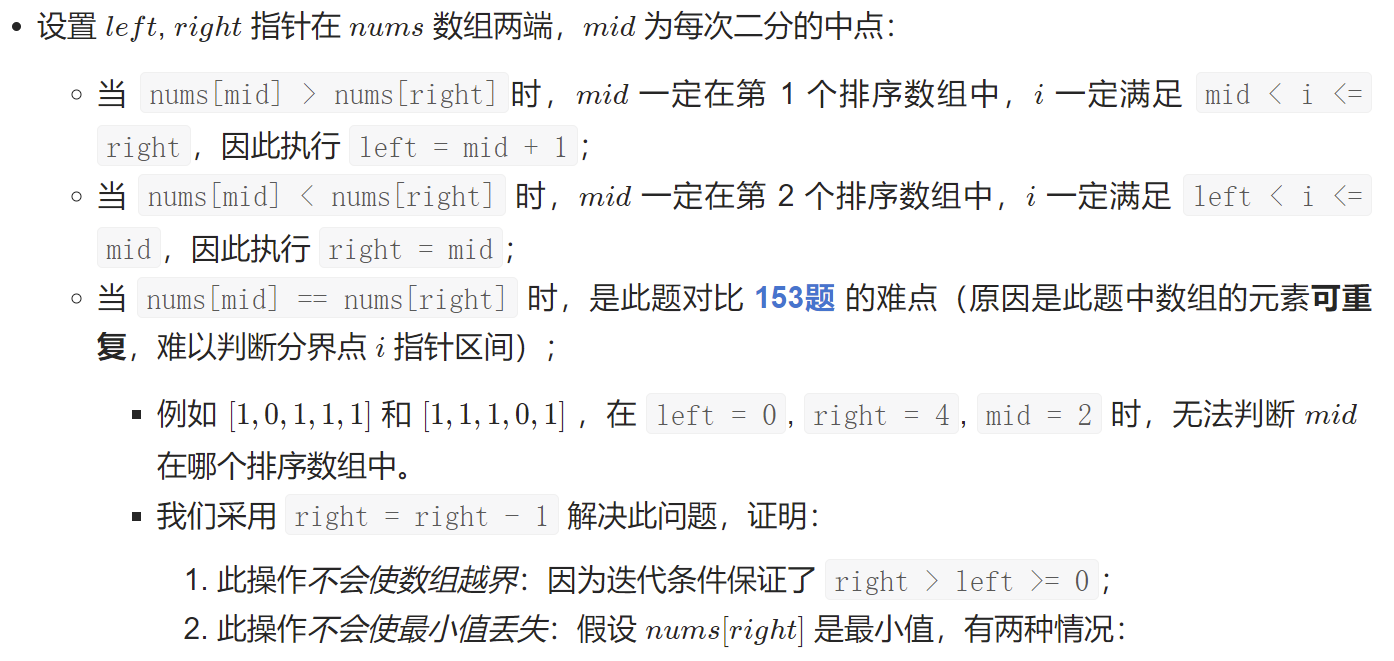 • 设置 left, right 指针在 nums 数组两端，mid 为每次二分的中点：
◦ 当 nums[mid] > nums[right] 时，mid 一定在第 1 个排序数组中，i 一定满足 mid < i <=
right ，因此执行 left = mid + 1 ；
◦ 当 nums[mid] < nums[right] 时，mid 一定在第 2 个排序数组中，i 一定满足 left < i <=
mid ，因此执行 right = mid ；
◦ 当 nums[mid] == nums[right] 时，是此题对比 153题 的难点（原因是此题中数组的元素可重
复，难以判断分界点 i 指针区间）；
▪ 例如 [1,0,1,1,1] 和 [1,1,1,0,1] ，在 left = 0 , right = 4 , mid = 2 时，无法判断 mid
在哪个排序数组中。
▪ 我们采用 right = right - 1 解决此问题，证明：
1. 此操作不会使数组越界：因为迭代条件保证了 right > left >= 0 ；
2. 此操作不会使最小值丢失：假设 nums[right] 是最小值，有两种情况：